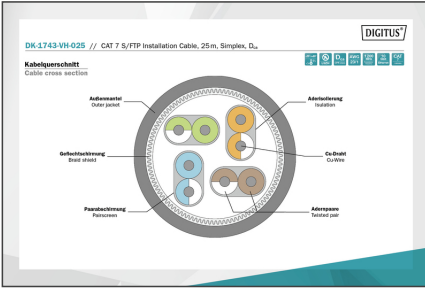 DIGITUS®
DK-1743-VH-025 // CAT 7 S/FTP Installation Cable, 25 m, Simplex, Dca
Kabelquerschnitt
Cable cross section
Außenmantel
Outer jacket
Aderisolierung
Insulation
Geflechtschirmung
Braid shield
Cu-Draht
Cu-Wire
Paarabschirmung
Pairscreen
Adernpaare
Twisted pair